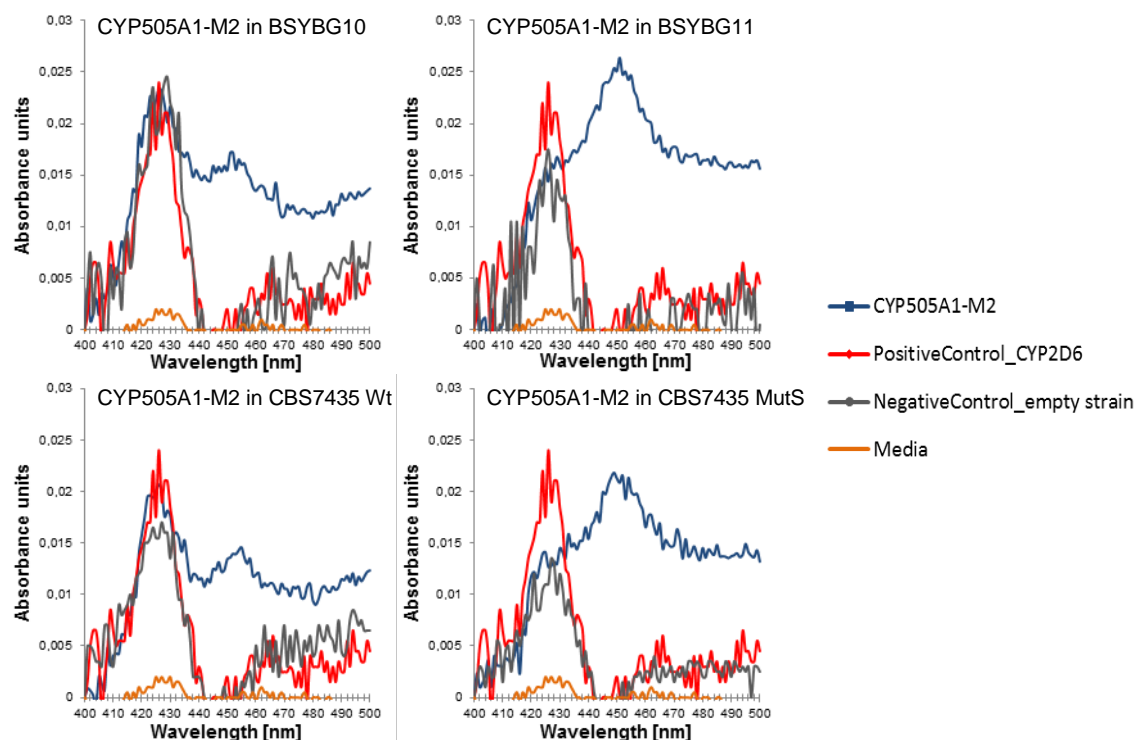 CYP505A1-M2 in BSYBG10
0,03
0,025
0,02
0,015
0,01
0,005
0
Absorbance units
400 410 420 430 440 450 460 470 480 490 500
Wavelength [nm]
CYP505A1-M2 in BSYBG11
0,03
0,025
0,02
0,015
0,01
0,005
0
Absorbance units
400 410 420 430 440 450 460 470 480 490 500
Wavelength [nm]
CYP505A1-M2 in CBS7435 Wt
0,03
0,025
0,02
0,015
0,01
0,005
0
Absorbance units
400 410 420 430 440 450 460 470 480 490 500
Wavelength [nm]
CYP505A1-M2 in CBS7435 MutS
0,03
0,025
0,02
0,015
0,01
0,005
0
Absorbance units
400 410 420 430 440 450 460 470 480 490 500
Wavelength [nm]
CYP505A1-M2
PositiveControl_CYP2D6
NegativeControl_empty strain
Media